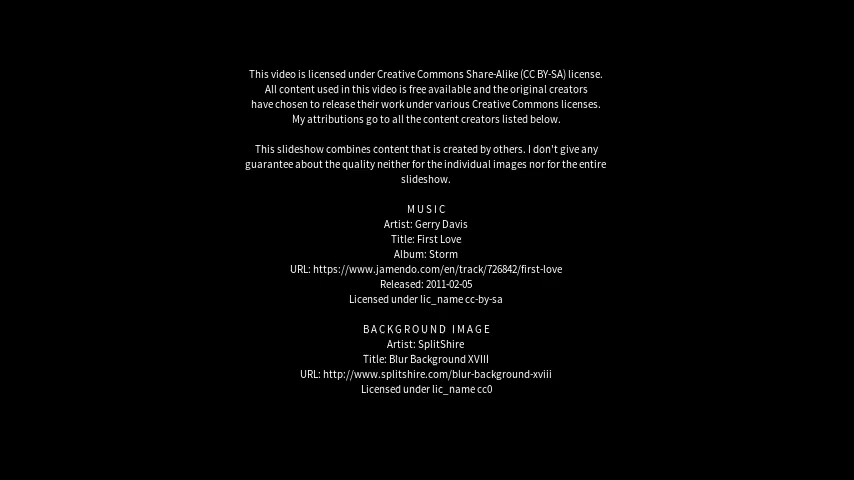 This video is licensed under Creative Commons Share-Alike (CC BY-SA) license.
All content used in this video is free available and the original creators
have chosen to release their work under various Creative Commons licenses.
My attributions go to all the content creators listed below.
This slideshow combines content that is created by others. I don't give any
guarantee about the quality neither for the individual images nor for the entire
slideshow.
MUSIC
Artist: Gerry Davis
Title: First Love
Album: Storm
URL: https://www.jamendo.com/en/track/726842/first-love
Released: 2011-02-05
Licensed under lic_name cc-by-sa
BACKGROUND IMAGE
Artist: SplitShire
Title: Blur Background XVIII
URL: http://www.splitshire.com/blur-background-xviii
Licensed under lic_name cc0